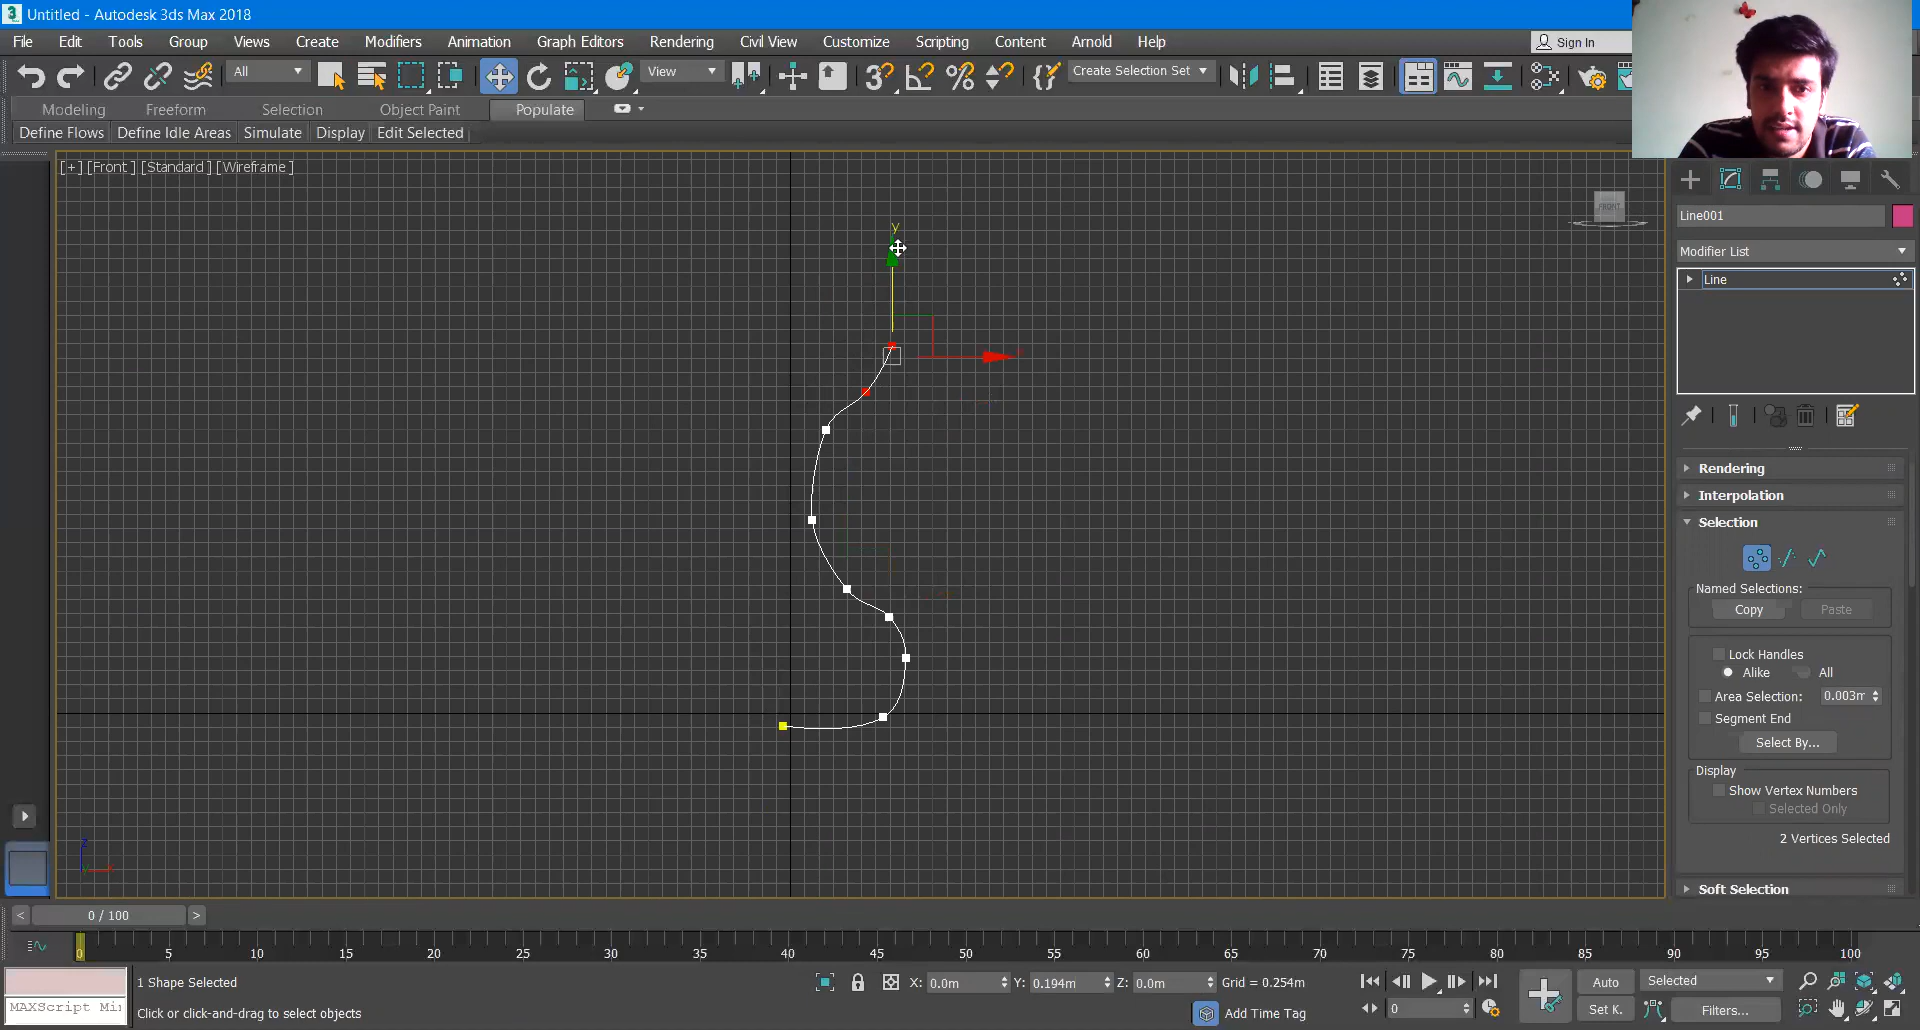 Untitled - Autodesk 3ds Max 2018
File Edit Tools Group Views Create Modifiers Animation Graph Editors Rendering Civil View Customize Scripting Content Arnold Help
Sign In
All
View
Create Selection Set
Modeling Freeform Selection Object Paint Populate
Define Flows Define Idle Areas Simulate Display Edit Selected
[+] [Front] [Standard] [Wireframe]
FRONT
y
x
Line001
Modifier List
Line
Rendering
Interpolation
Selection
Named Selections:
Copy Paste
Lock Handles
Alike All
Area Selection: 0.003m
Segment End
Select By...
Display
Show Vertex Numbers
Selected Only
2 Vertices Selected
Soft Selection
z
x
< 0 / 100 >
0 5 10 15 20 25 30 35 40 45 50 55 60 65 70 75 80 85 90 95 100
1 Shape Selected
X: 0.0m Y: 0.194m Z: 0.0m Grid = 0.254m
Auto Selected
MAXScript Mi
Click or click-and-drag to select objects
Add Time Tag
0
Set K. Filters...